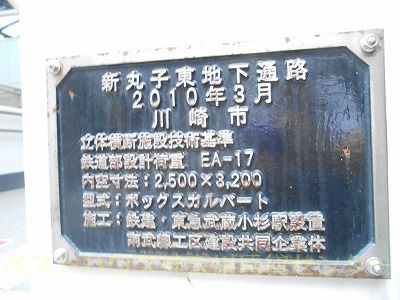 新丸子東地下通路
2010年3月
川崎市
立体横断施設技術基準
鉄道部設計荷重 EA-17
内空寸法:2,500×3,200
型式:ボックスカルバート
施工:鉄建・東急武蔵小杉駅設置
南武線工区建設共同企業体